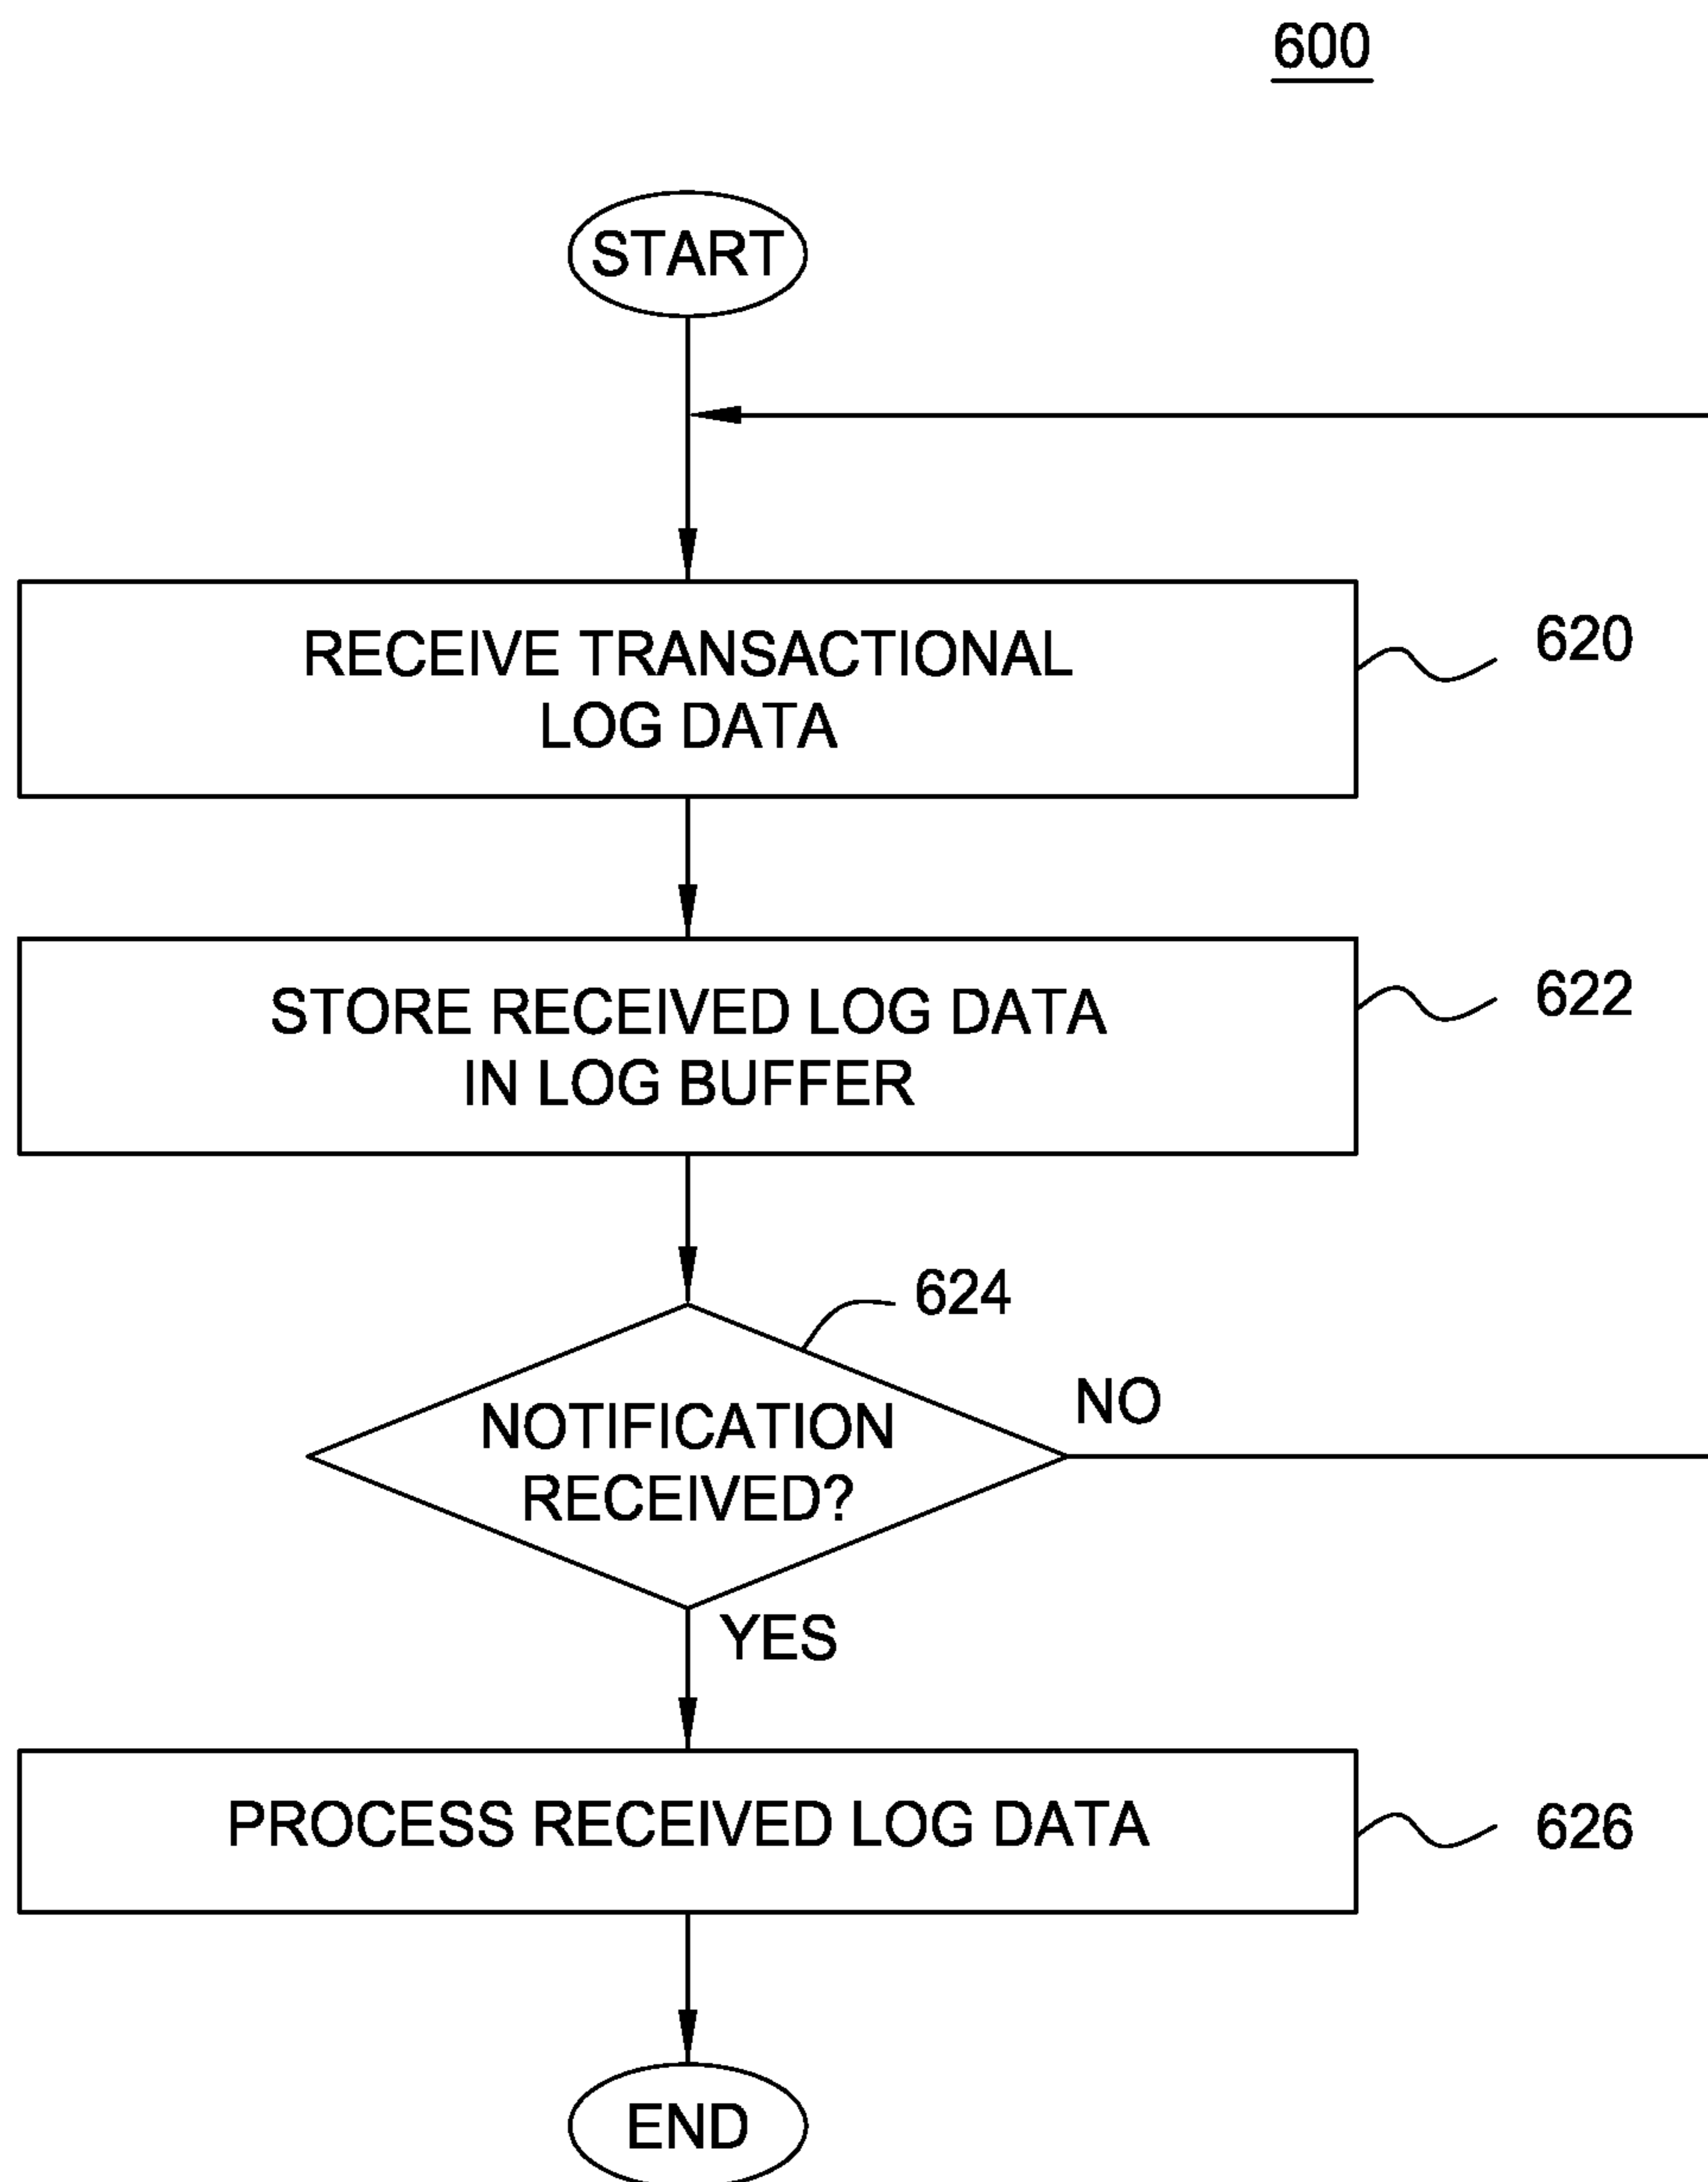 600
START
RECEIVE TRANSACTIONAL
LOG DATA
620
STORE RECEIVED LOG DATA
IN LOG BUFFER
622
624
NOTIFICATION
RECEIVED?
NO
YES
PROCESS RECEIVED LOG DATA
626
END